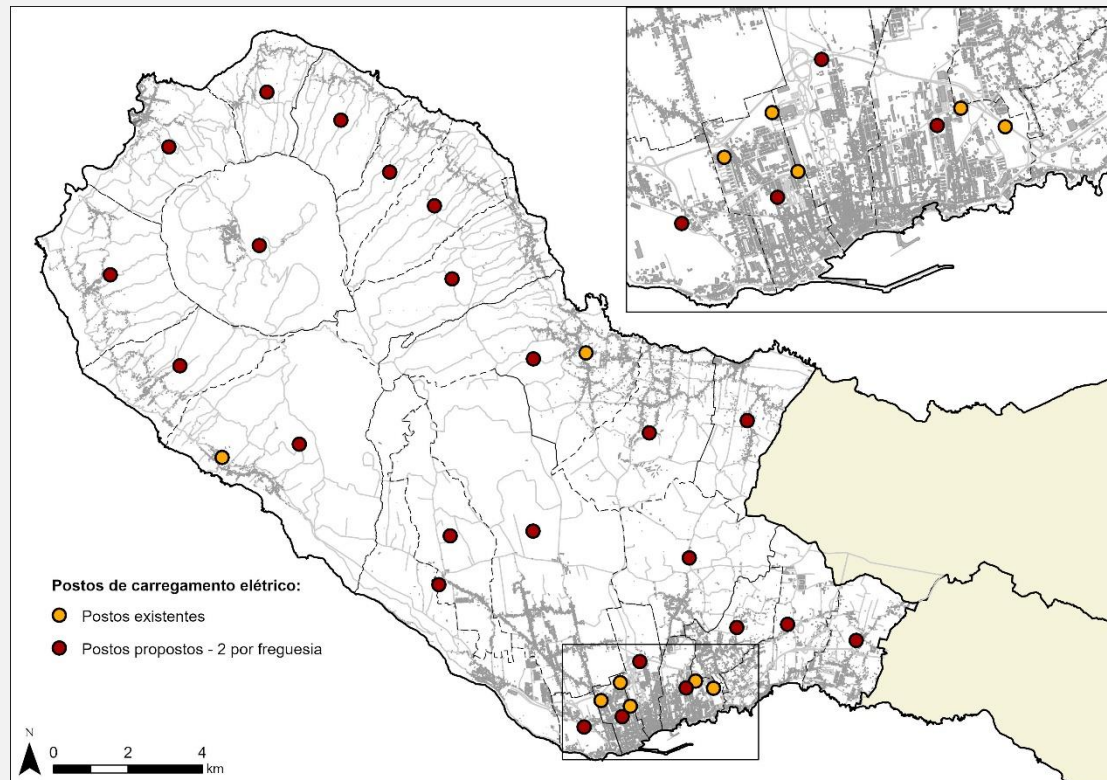 Postos de carregamento elétrico:
Postos existentes
Postos propostos - 2 por freguesia
N
0 2 4
km